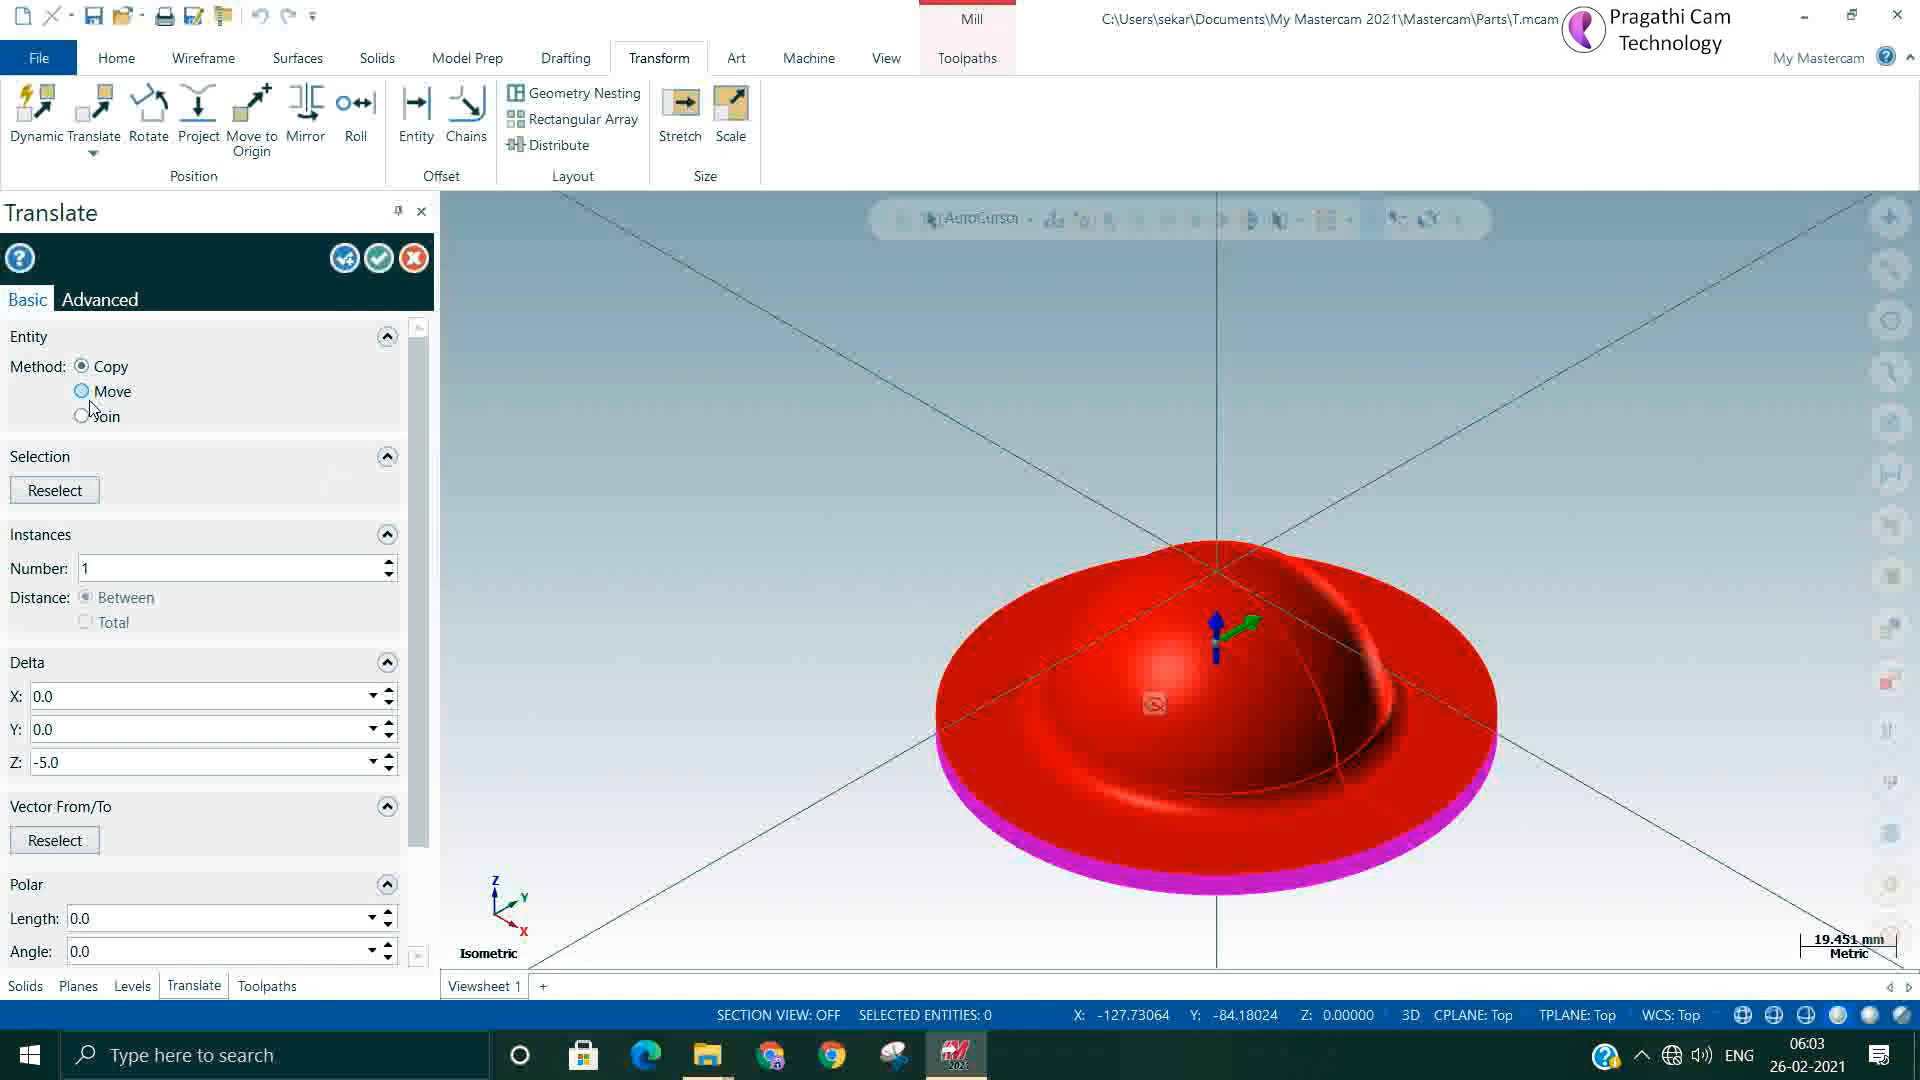 Mill
C:\Users\sekar\Documents\My Mastercam 2021\Mastercam\Parts\T.mcam
Pragathi Cam
Technology
File
Home
Wireframe
Surfaces
Solids
Model Prep
Drafting
Transform
Art
Machine
View
Toolpaths
My Mastercam
Dynamic
Translate
Rotate
Project
Move to
Origin
Mirror
Roll
Position
Entity
Chains
Offset
Geometry Nesting
Rectangular Array
Distribute
Layout
Stretch
Scale
Size
Translate
Basic
Advanced
Entity
Method:
Copy
Move
Join
Selection
Reselect
Instances
Number: 1
Distance:
Between
Total
Delta
X: 0.0
Y: 0.0
Z: -5.0
Vector From/To
Reselect
Polar
Length: 0.0
Angle: 0.0
AutoCursor
Z
Y
X
Isometric
19.451 mm
Metric
Solids
Planes
Levels
Translate
Toolpaths
Viewsheet 1
+
SECTION VIEW: OFF
SELECTED ENTITIES: 0
X: -127.73064
Y: -84.18024
Z: 0.00000
3D
CPLANE: Top
TPLANE: Top
WCS: Top
Type here to search
2021
ENG
06:03
26-02-2021